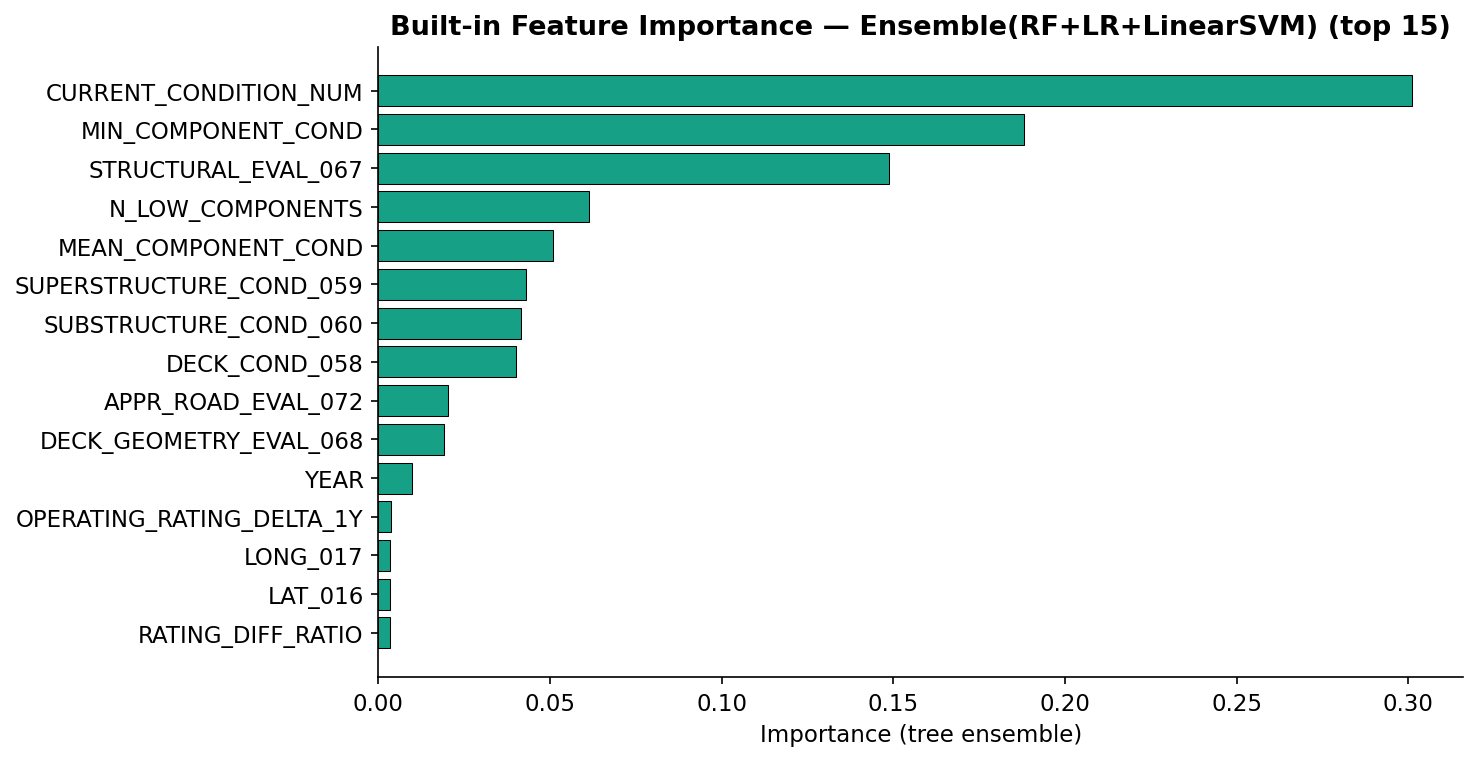 Built-in Feature Importance — Ensemble(RF+LR+LinearSVM) (top 15)
CURRENT_CONDITION_NUM
MIN_COMPONENT_COND
STRUCTURAL_EVAL_067
N_LOW_COMPONENTS
MEAN_COMPONENT_COND
SUPERSTRUCTURE_COND_059
SUBSTRUCTURE_COND_060
DECK_COND_058
APPR_ROAD_EVAL_072
DECK_GEOMETRY_EVAL_068
YEAR
OPERATING_RATING_DELTA_1Y
LONG_017
LAT_016
RATING_DIFF_RATIO
0.00 0.05 0.10 0.15 0.20 0.25 0.30
Importance (tree ensemble)